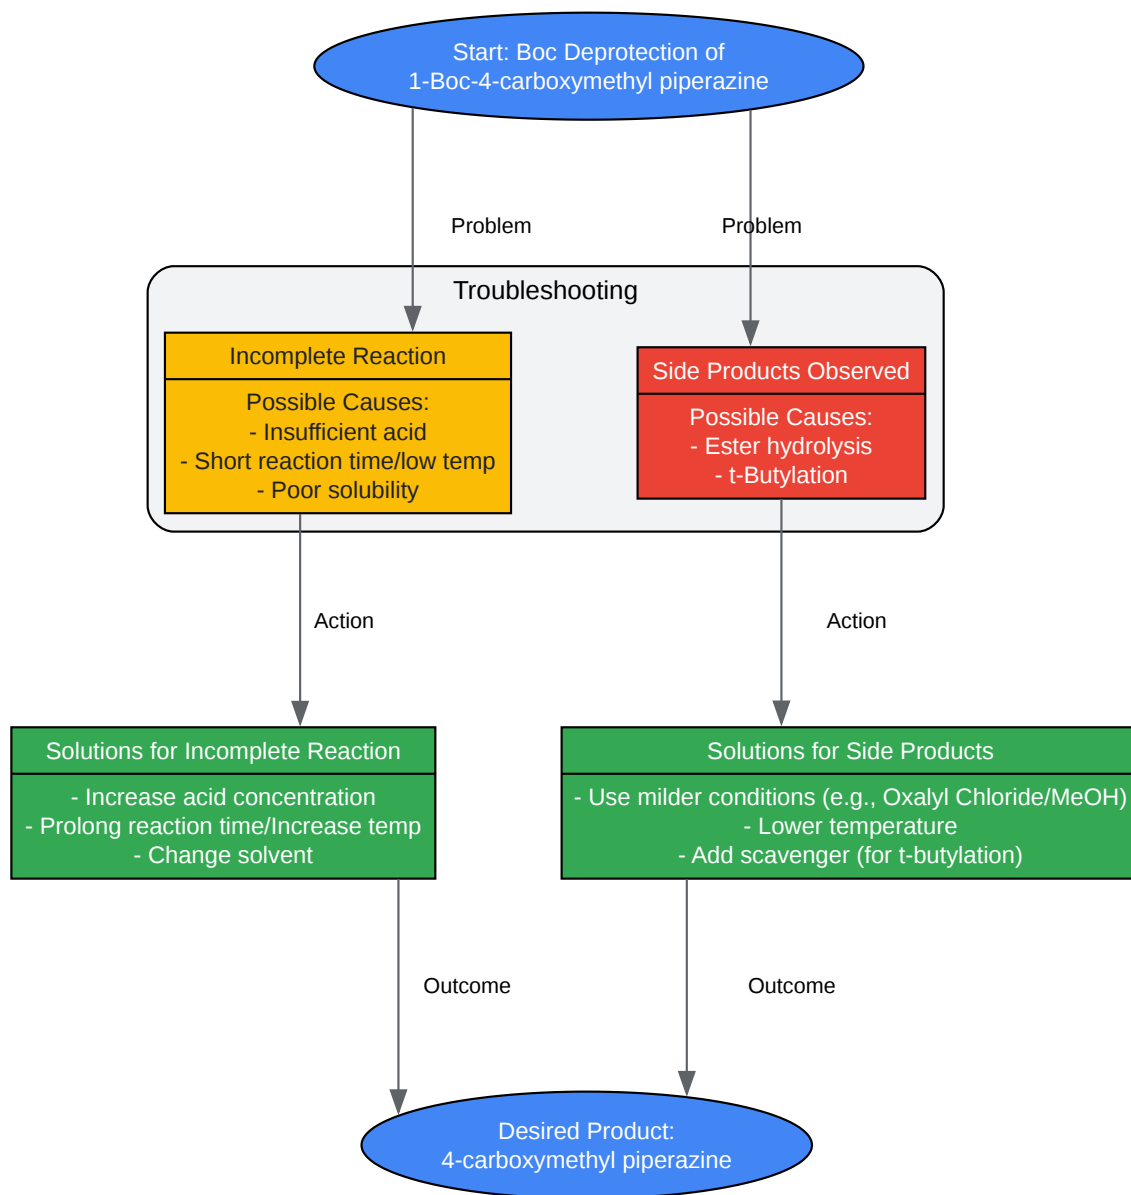 Start: Boc Deprotection of
1-Boc-4-carboxymethyl piperazine
Problem
Problem
Troubleshooting
Incomplete Reaction
Possible Causes:
- Insufficient acid
- Short reaction time/low temp
- Poor solubility
Side Products Observed
Possible Causes:
- Ester hydrolysis
- t-Butylation
Action
Action
Solutions for Incomplete Reaction
- Increase acid concentration
- Prolong reaction time/Increase temp
- Change solvent
Solutions for Side Products
- Use milder conditions (e.g., Oxalyl Chloride/MeOH)
- Lower temperature
- Add scavenger (for t-butylation)
Outcome
Outcome
Desired Product:
4-carboxymethyl piperazine